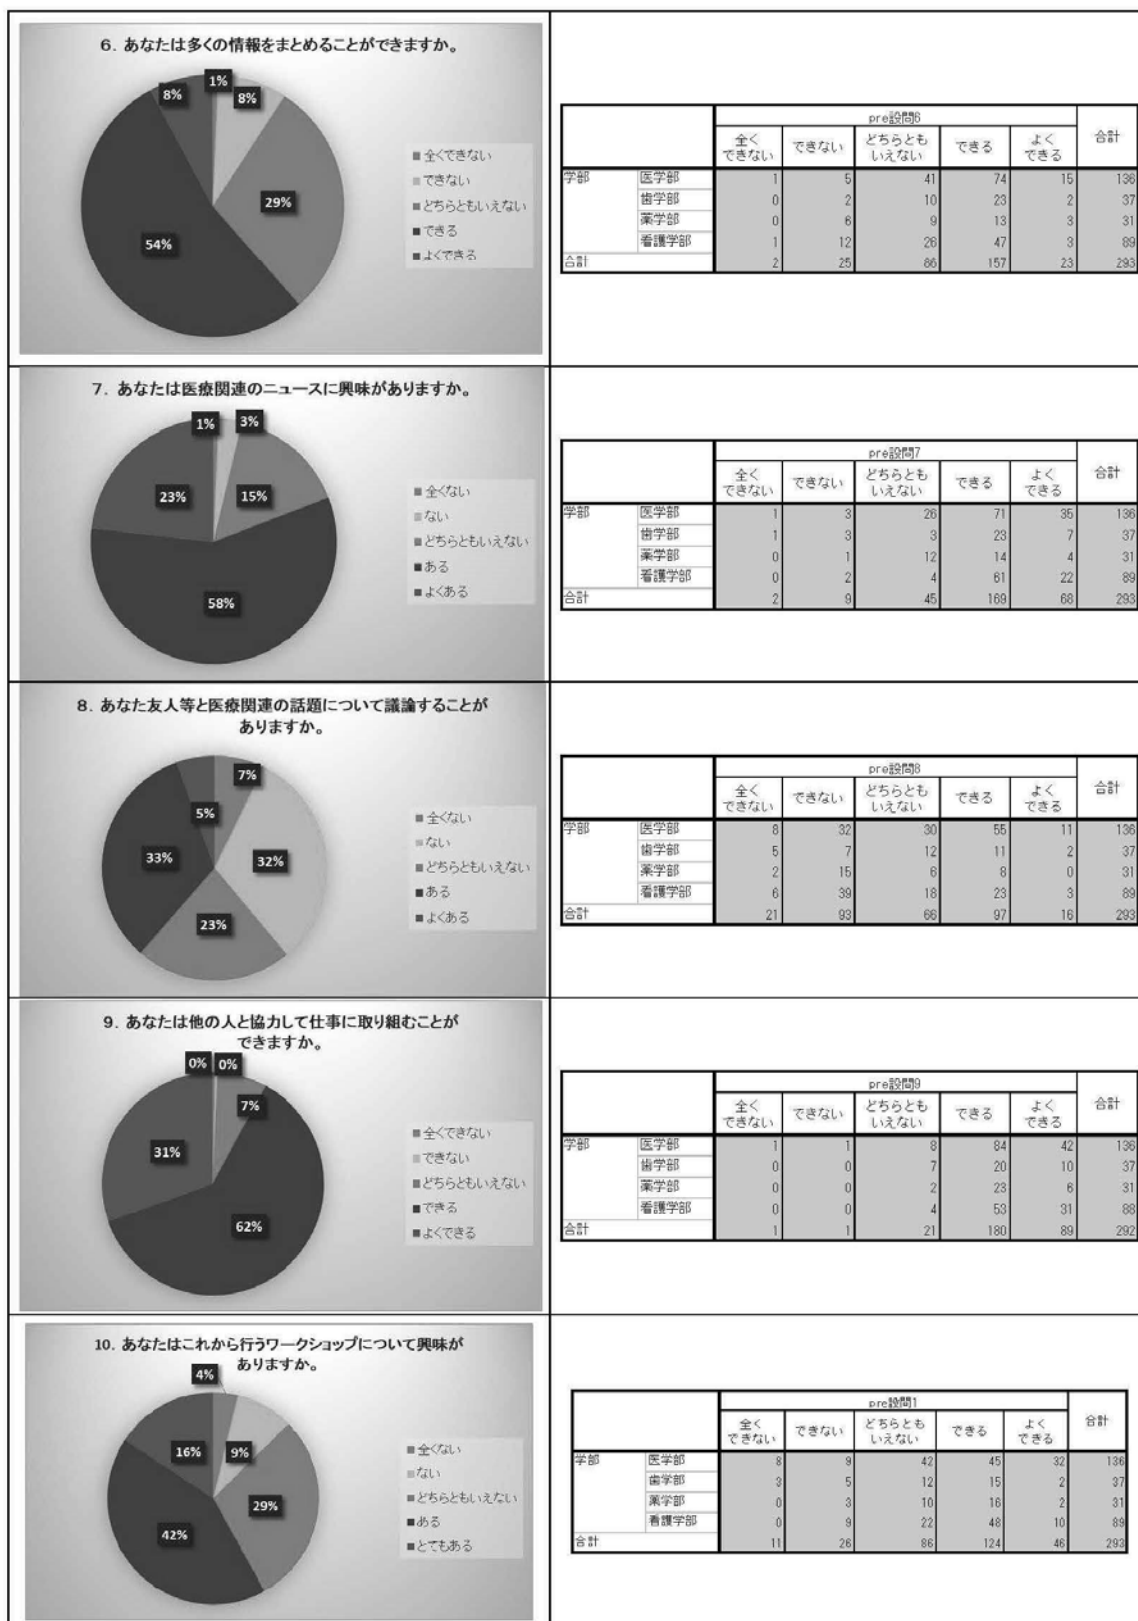 6. あなたは多くの情報をまとめることができますか。
1%
8%
8%
29%
54%
■全くできない
■できない
■どちらともいえない
■できる
■よくできる
pre設問6
全くできない できない どちらともいえない できる よくできる 合計
学部 医学部 1 5 41 74 15 136
歯学部 0 2 10 23 2 37
薬学部 0 6 9 13 3 31
看護学部 1 12 26 47 3 89
合計 2 25 86 157 23 293
7. あなたは医療関連のニュースに興味がありますか。
1%
3%
23%
15%
58%
■全くない
■ない
■どちらともいえない
■ある
■よくある
pre設問7
全くできない できない どちらともいえない できる よくできる 合計
学部 医学部 1 3 26 71 35 136
歯学部 1 3 3 23 7 37
薬学部 0 1 12 14 4 31
看護学部 0 2 4 61 22 89
合計 2 9 45 169 68 293
8. あなた友人等と医療関連の話題について議論することが
ありますか。
7%
5%
33%
32%
23%
■全くない
■ない
■どちらともいえない
■ある
■よくある
pre設問8
全くできない できない どちらともいえない できる よくできる 合計
学部 医学部 8 32 30 55 11 136
歯学部 5 7 12 11 2 37
薬学部 2 15 6 8 0 31
看護学部 6 39 18 23 3 89
合計 21 93 66 97 16 293
9. あなたは他の人と協力して仕事に取り組むことが
できますか。
0%
0%
7%
31%
62%
■全くできない
■できない
■どちらともいえない
■できる
■よくできる
pre設問9
全くできない できない どちらともいえない できる よくできる 合計
学部 医学部 1 1 8 84 42 136
歯学部 0 0 7 20 10 37
薬学部 0 0 2 23 6 31
看護学部 0 0 4 53 31 88
合計 1 1 21 180 89 292
10. あなたはこれから行うワークショップについて興味が
ありますか。
4%
16%
9%
29%
42%
■全くない
■ない
■どちらともいえない
■ある
■とてもある
pre設問1
全くできない できない どちらともいえない できる よくできる 合計
学部 医学部 8 9 42 45 32 136
歯学部 3 5 12 15 2 37
薬学部 0 3 10 16 2 31
看護学部 0 9 22 48 10 89
合計 11 26 86 124 46 293